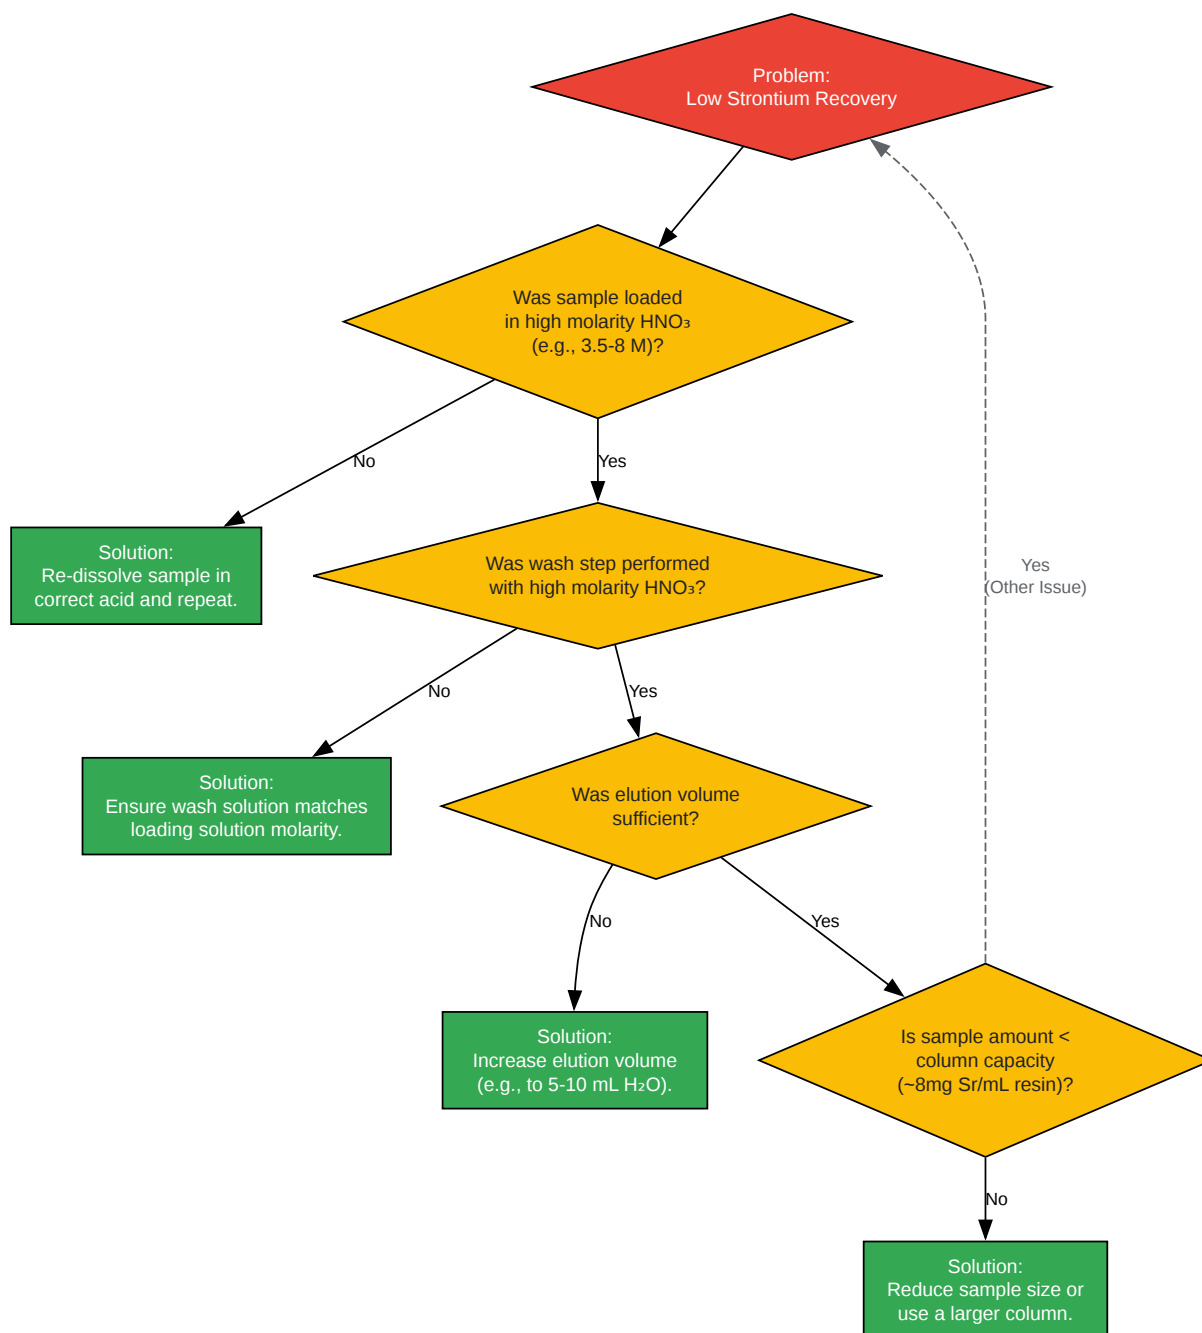 Problem:
Low Strontium Recovery
Was sample loaded
in high molarity HNO₃
(e.g., 3.5-8 M)?
No
Yes
Solution:
Re-dissolve sample in
correct acid and repeat.
Was wash step performed
with high molarity HNO₃?
Yes
(Other Issue)
No
Yes
Solution:
Ensure wash solution matches
loading solution molarity.
Was elution volume
sufficient?
No
Yes
Solution:
Increase elution volume
(e.g., to 5-10 mL H₂O).
Is sample amount <
column capacity
(~8mg Sr/mL resin)?
No
Solution:
Reduce sample size or
use a larger column.